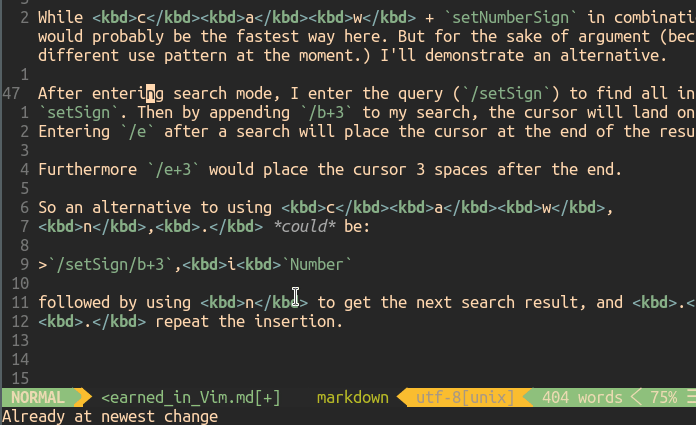 2 While <kbd>c</kbd><kbd>a</kbd><kbd>w</kbd> + `setNumberSign` in combinati
would probably be the fastest way here. But for the sake of argument (bec
different use pattern at the moment.) I'll demonstrate an alternative.
1
47 After entering search mode, I enter the query (`/setSign`) to find all in
1 `setSign`. Then by appending `/b+3` to my search, the cursor will land on
2 Entering `/e` after a search will place the cursor at the end of the resu
3
4 Furthermore `/e+3` would place the cursor 3 spaces after the end.
5
6 So an alternative to using <kbd>c</kbd><kbd>a</kbd><kbd>w</kbd>,
7 <kbd>n</kbd>,<kbd>.</kbd> *could* be:
8
9 >`/setSign/b+3`,<kbd>i<kbd>`Number`
10
11 followed by using <kbd>n</kbd> to get the next search result, and <kbd>.<
12 <kbd>.</kbd> repeat the insertion.
13
14
15
NORMAL <earned_in_Vim.md[+] markdown utf-8[unix] 404 words < 75% ☰
Already at newest change